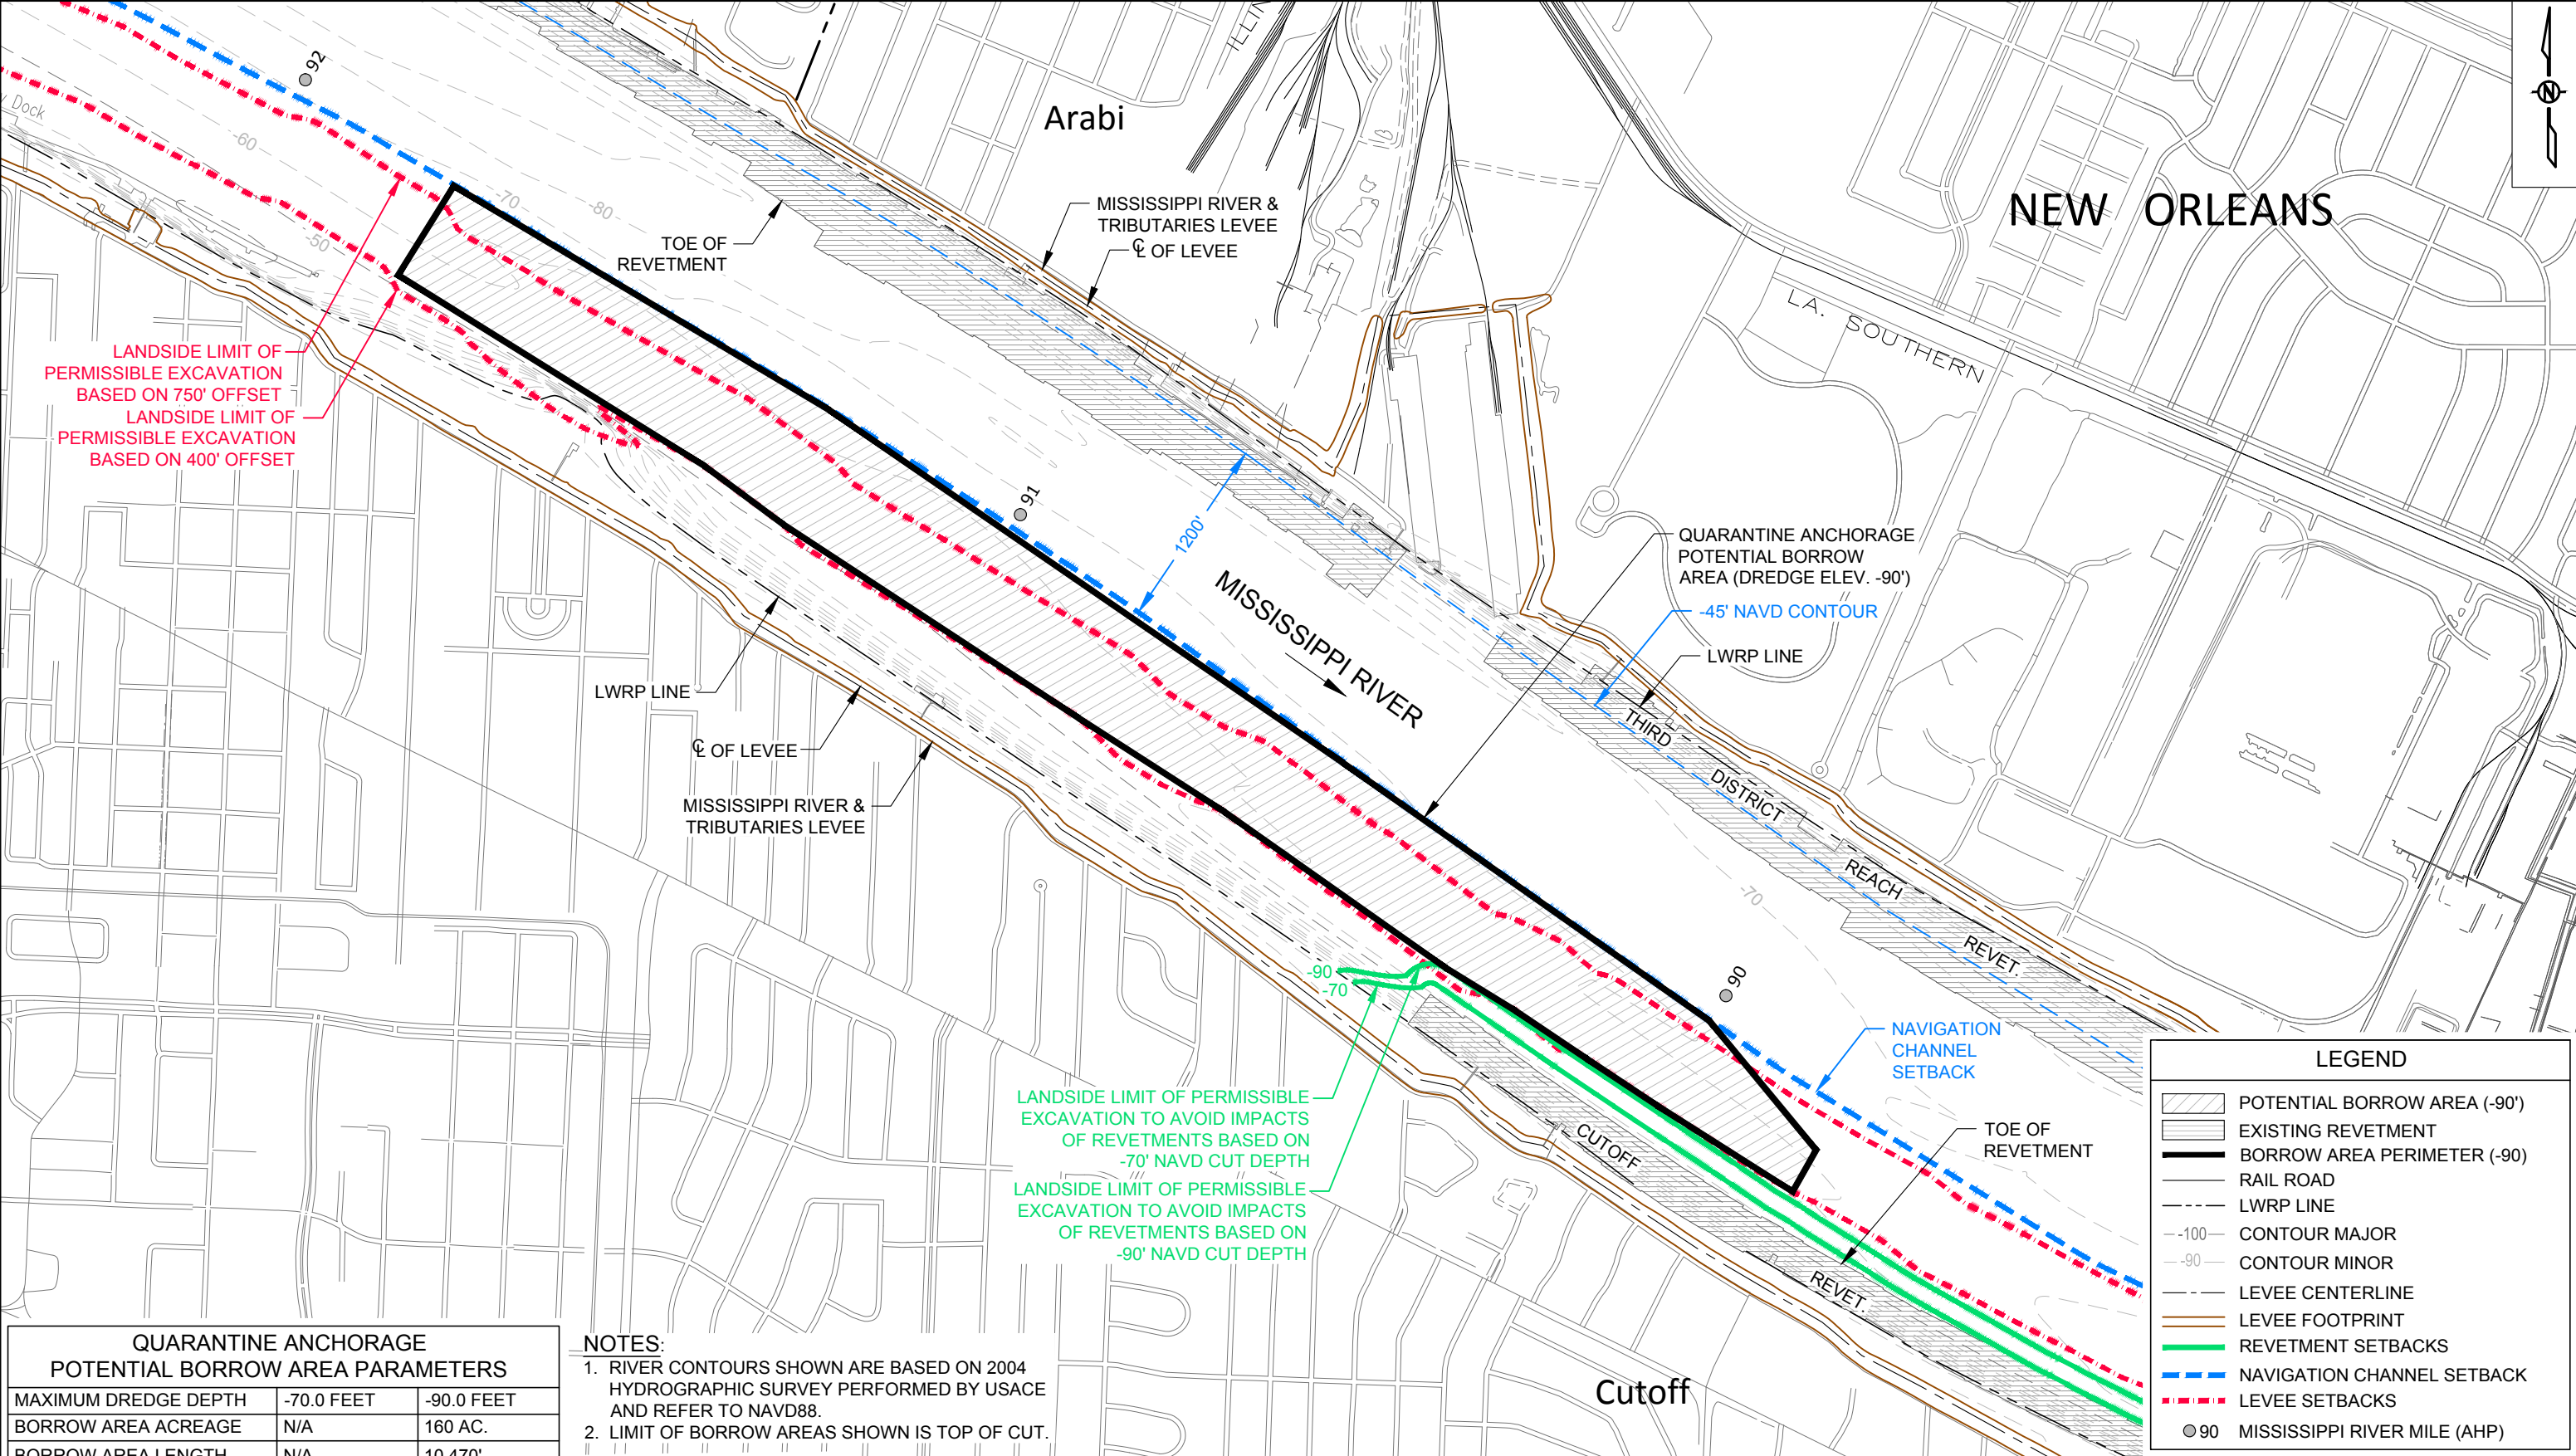 92
Dock
-60
-50
-70
-80
Arabi
N
NEW ORLEANS
MISSISSIPPI RIVER &
TRIBUTARIES LEVEE
℄ OF LEVEE
TOE OF
REVETMENT
LA. SOUTHERN
LANDSIDE LIMIT OF
PERMISSIBLE EXCAVATION
BASED ON 750' OFFSET
LANDSIDE LIMIT OF
PERMISSIBLE EXCAVATION
BASED ON 400' OFFSET
91
1200'
MISSISSIPPI RIVER
QUARANTINE ANCHORAGE
POTENTIAL BORROW
AREA (DREDGE ELEV. -90')
-45' NAVD CONTOUR
LWRP LINE
THIRD
DISTRICT
REACH
REVET.
LWRP LINE
℄ OF LEVEE
MISSISSIPPI RIVER &
TRIBUTARIES LEVEE
-70
90
-90
-70
NAVIGATION
CHANNEL
SETBACK
LANDSIDE LIMIT OF PERMISSIBLE
EXCAVATION TO AVOID IMPACTS
OF REVETMENTS BASED ON
-70' NAVD CUT DEPTH
LANDSIDE LIMIT OF PERMISSIBLE
EXCAVATION TO AVOID IMPACTS
OF REVETMENTS BASED ON
-90' NAVD CUT DEPTH
CUTOFF
REVET.
TOE OF
REVETMENT
Cutoff
LEGEND
POTENTIAL BORROW AREA (-90')
EXISTING REVETMENT
BORROW AREA PERIMETER (-90)
RAIL ROAD
LWRP LINE
-100 CONTOUR MAJOR
-90 CONTOUR MINOR
LEVEE CENTERLINE
LEVEE FOOTPRINT
REVETMENT SETBACKS
NAVIGATION CHANNEL SETBACK
LEVEE SETBACKS
90 MISSISSIPPI RIVER MILE (AHP)
QUARANTINE ANCHORAGE
POTENTIAL BORROW AREA PARAMETERS
MAXIMUM DREDGE DEPTH -70.0 FEET -90.0 FEET
BORROW AREA ACREAGE N/A 160 AC.
BORROW AREA LENGTH N/A 10,470'
NOTES:
1. RIVER CONTOURS SHOWN ARE BASED ON 2004
HYDROGRAPHIC SURVEY PERFORMED BY USACE
AND REFER TO NAVD88.
2. LIMIT OF BORROW AREAS SHOWN IS TOP OF CUT.